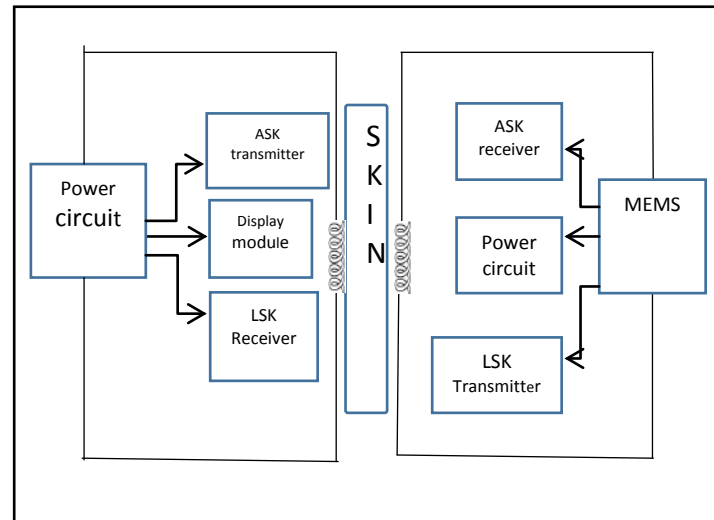 ASK
transmitter
Power
circuit
Display
module
LSK
Receiver
S
K
I
N
ASK
receiver
MEMS
Power
circuit
LSK
Transmitter